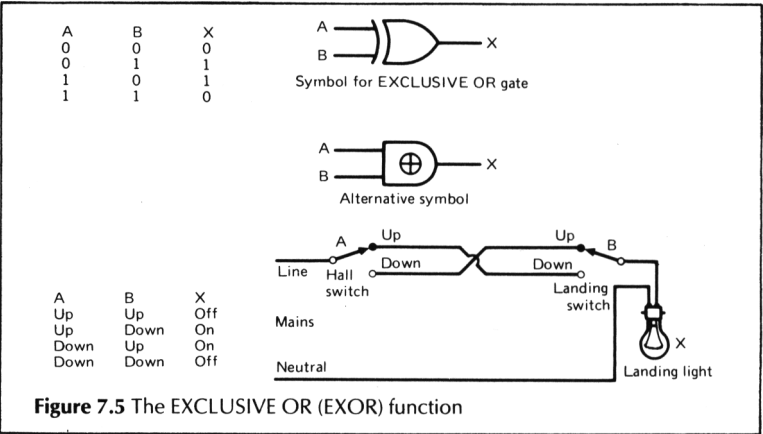 A B X
0 0 0
0 1 1
1 0 1
1 1 0
A
B
X
Symbol for EXCLUSIVE OR gate
A
B
X
Alternative symbol
A Up Up B
Line Hall Down Down
switch
Landing
switch
Mains
X
Neutral
Landing light
A B X
Up Up Off
Up Down On
Down Up On
Down Down Off
Figure 7.5 The EXCLUSIVE OR (EXOR) function